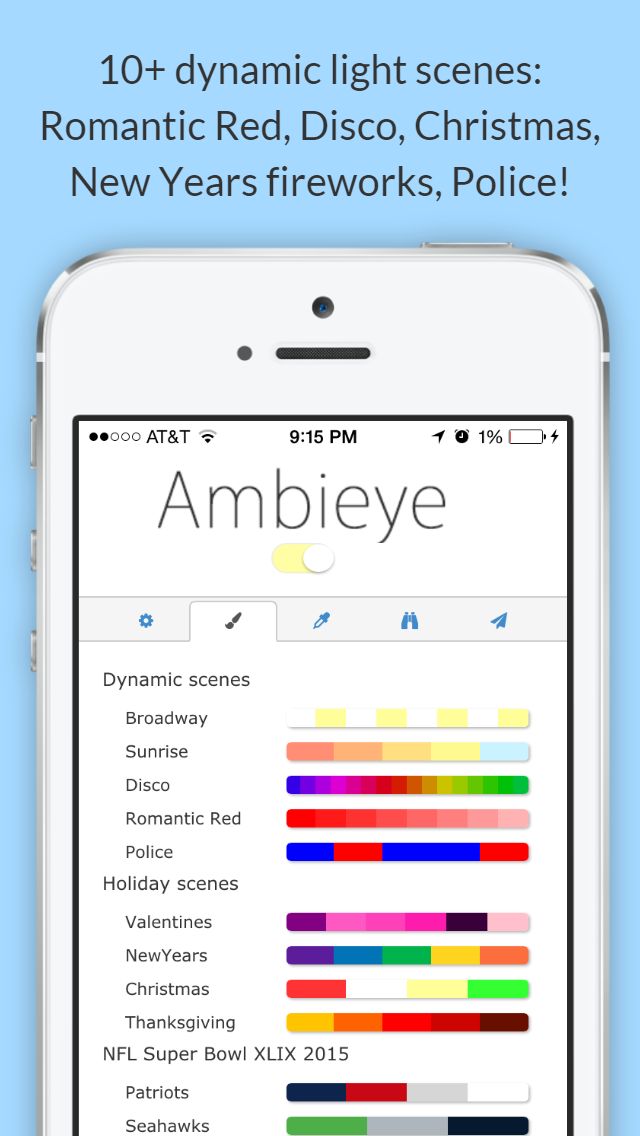 10+ dynamic light scenes:
Romantic Red, Disco, Christmas,
New Years fireworks, Police!
AT&T 9:15 PM 1%
Ambieye
Dynamic scenes
Broadway
Sunrise
Disco
Romantic Red
Police
Holiday scenes
Valentines
NewYears
Christmas
Thanksgiving
NFL Super Bowl XLIX 2015
Patriots
Seahawks